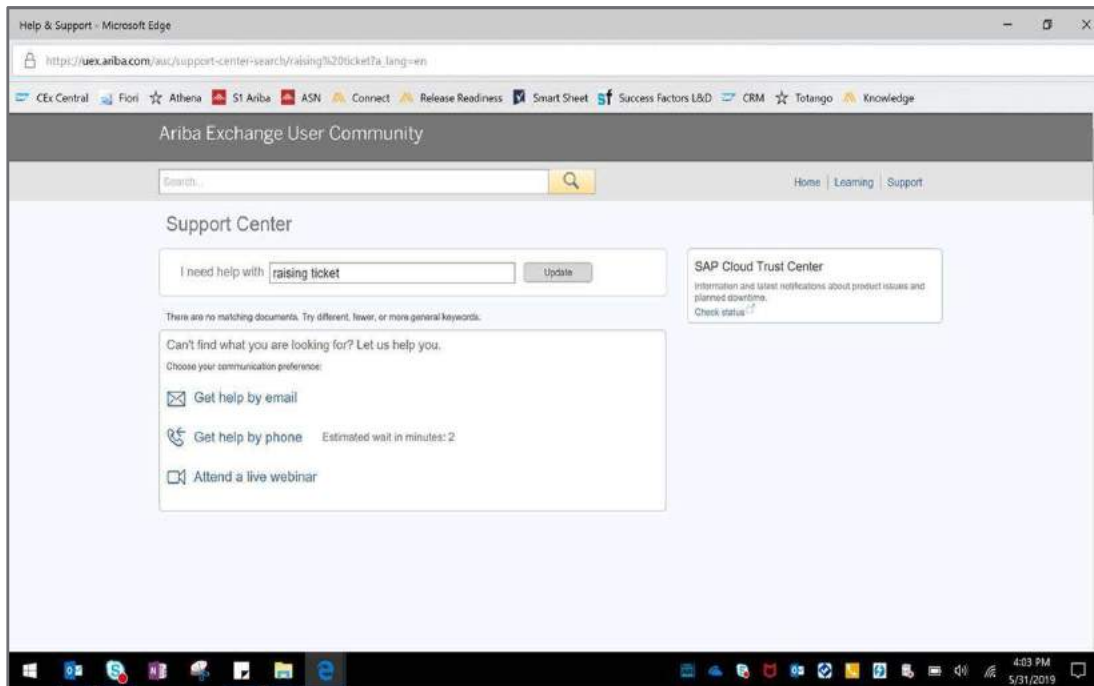 Help & Support - Microsoft Edge
https://uex.ariba.com/auc/support-center-search/raising%20ticket?a_lang=en
CEx Central Fiori Athena S1 Ariba ASN Connect Release Readiness Smart Sheet Sf Success Factors L&D CRM Totango Knowledge
Ariba Exchange User Community
Search...
Home | Learning | Support
Support Center
I need help with raising ticket Update
SAP Cloud Trust Center
Information and latest notifications about product issues and
planned downtime.
Check status
There are no matching documents. Try different, fewer, or more general keywords.
Can't find what you are looking for? Let us help you.
Choose your communication preference:
Get help by email
Get help by phone Estimated wait in minutes: 2
Attend a live webinar
4:03 PM
5/31/2019